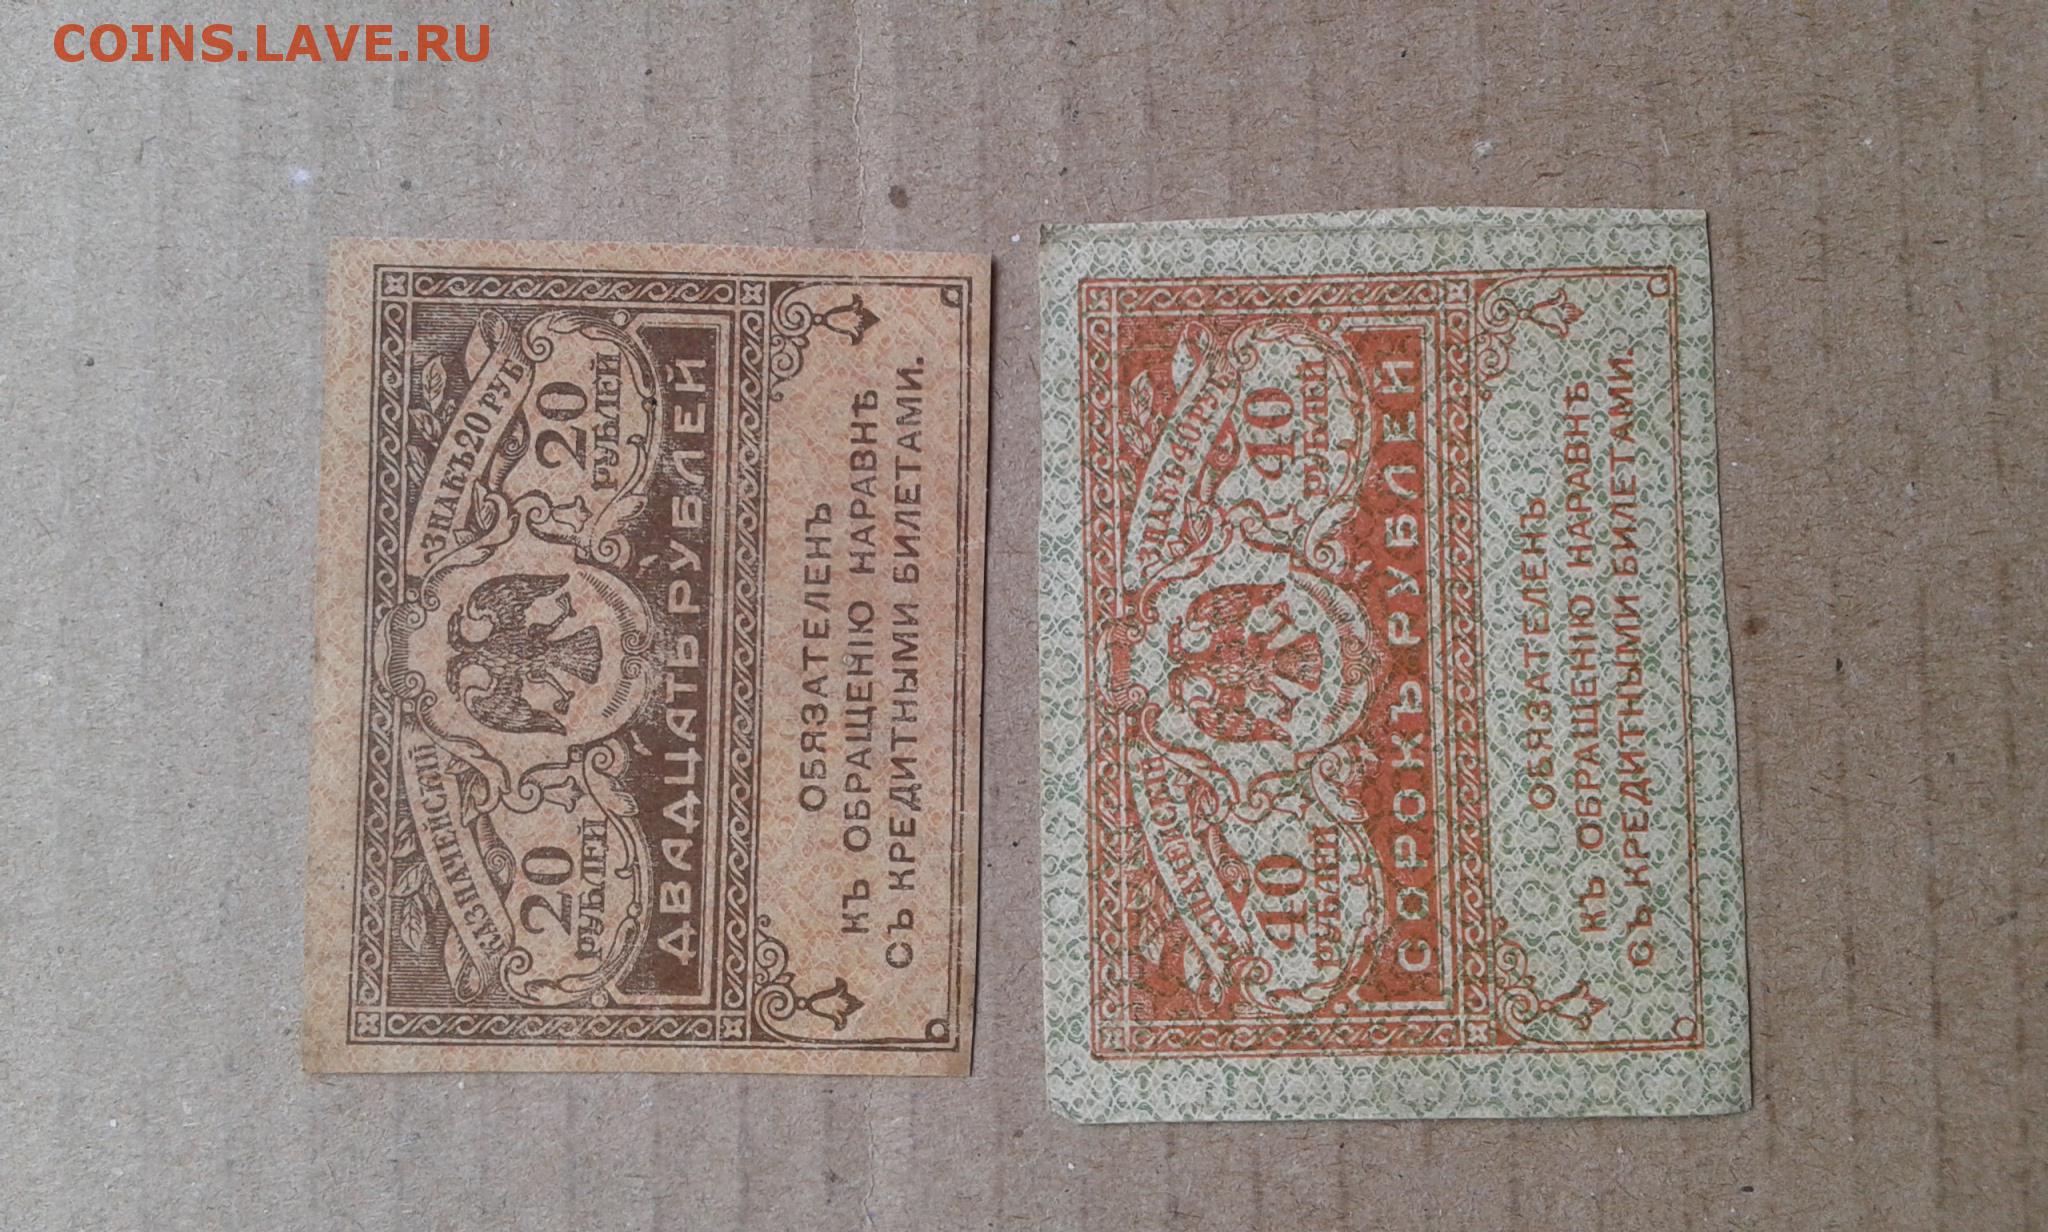 COINS.LAVE.RU
КАЗНАЧЕЙСКІЙ ЗНАКЪ 20 РУБ.
20 РУБЛЕЙ
20 РУБЛЕЙ
ДВАДЦАТЬ РУБЛЕЙ
ОБЯЗАТЕЛЕНЪ
КЪ ОБРАЩЕНІЮ НАРАВНѢ
СЪ КРЕДИТНЫМИ БИЛЕТАМИ.
КАЗНАЧЕЙСКІЙ ЗНАКЪ 40 РУБ.
40 РУБЛЕЙ
40 РУБЛЕЙ
СОРОКЪ РУБЛЕЙ
ОБЯЗАТЕЛЕНЪ
КЪ ОБРАЩЕНІЮ НАРАВНѢ
СЪ КРЕДИТНЫМИ БИЛЕТАМИ.